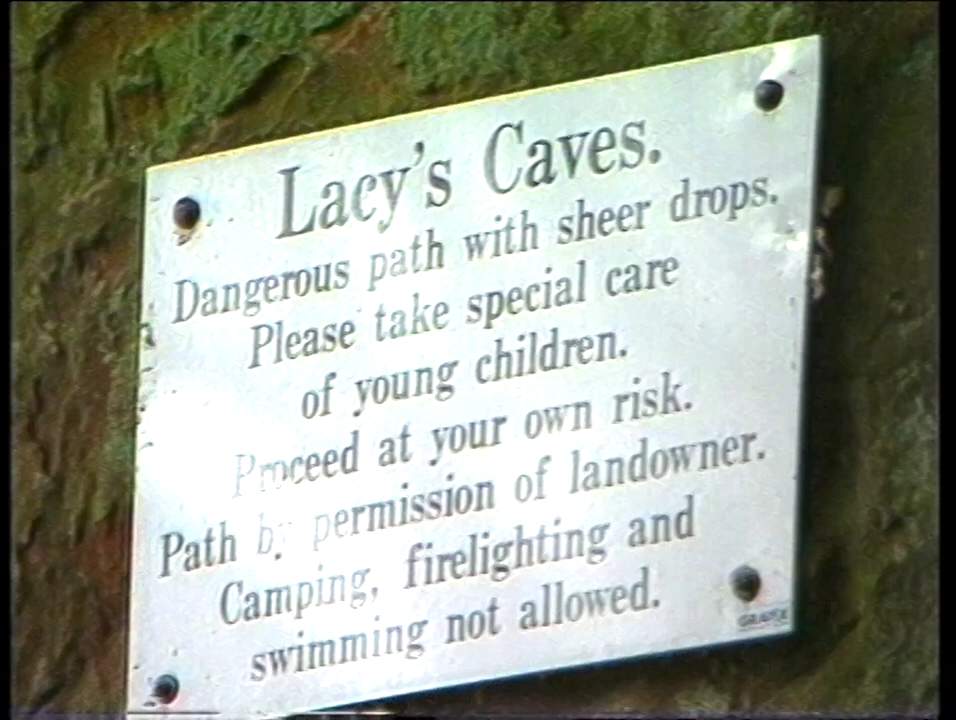 Lacy's Caves.
Dangerous path with sheer drops.
Please take special care
of young children.
Proceed at your own risk.
Path by permission of landowner.
Camping, firelighting and
swimming not allowed.